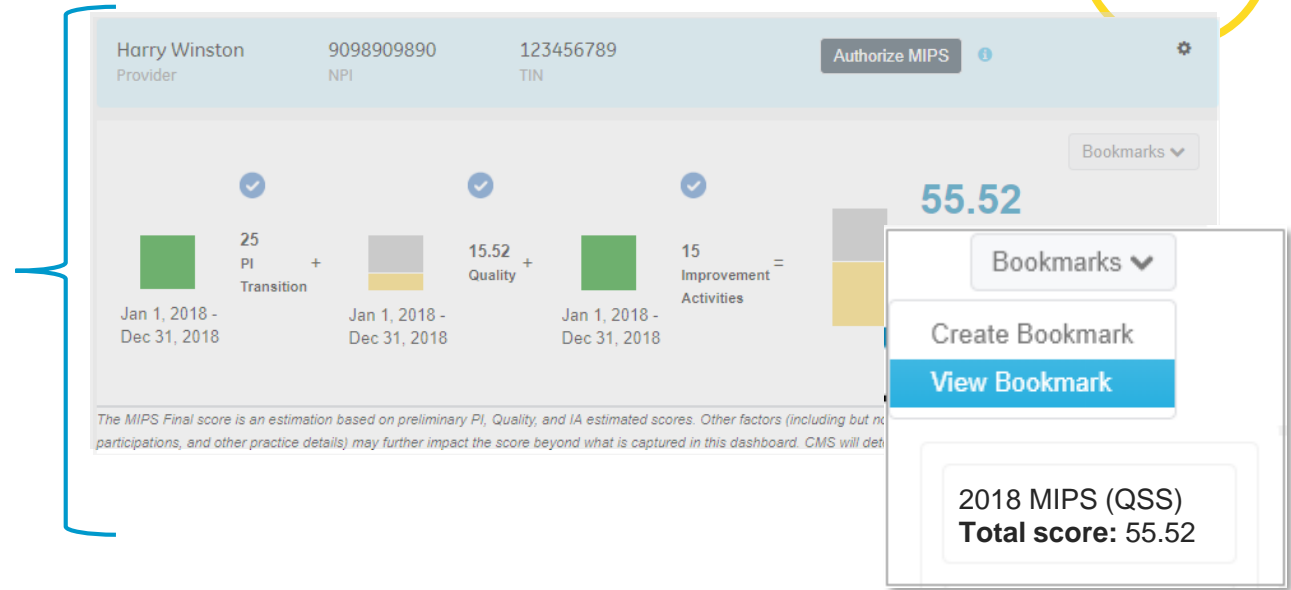 Harry Winston
Provider
9098909890
NPI
123456789
TIN
Authorize MIPS
Bookmarks
25
PI
Transition
+
Jan 1, 2018 -
Dec 31, 2018
15.52
Quality
+
Jan 1, 2018 -
Dec 31, 2018
15
Improvement
Activities
=
Jan 1, 2018 -
Dec 31, 2018
55.52
The MIPS Final score is an estimation based on preliminary PI, Quality, and IA estimated scores. Other factors (including but
participations, and other practice details) may further impact the score beyond what is captured in this dashboard. CMS will
Bookmarks
Create Bookmark
View Bookmark
2018 MIPS (QSS)
Total score: 55.52